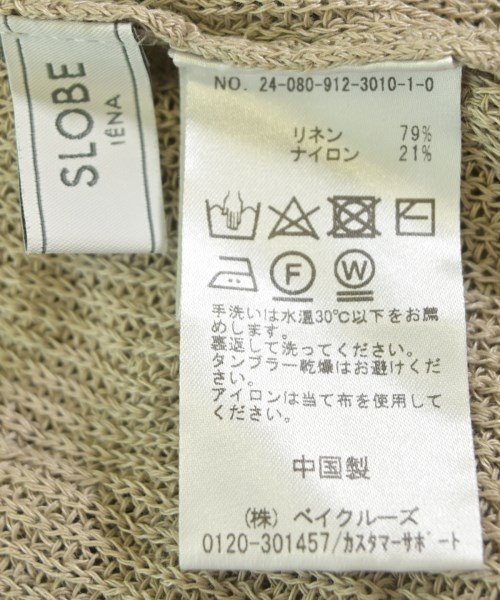 SLOBE
IÉNA
NO. 24-080-912-3010-1-0
リネン 79%
ナイロン 21%
F
W
手洗いは水温30℃以下をお薦
めします。
裏返して洗ってください。
タンブラー乾燥はお避けくだ
さい。
アイロンは当て布を使用して
ください。
中国製
(株) ベイクルーズ
0120-301457/カスタマーサポート